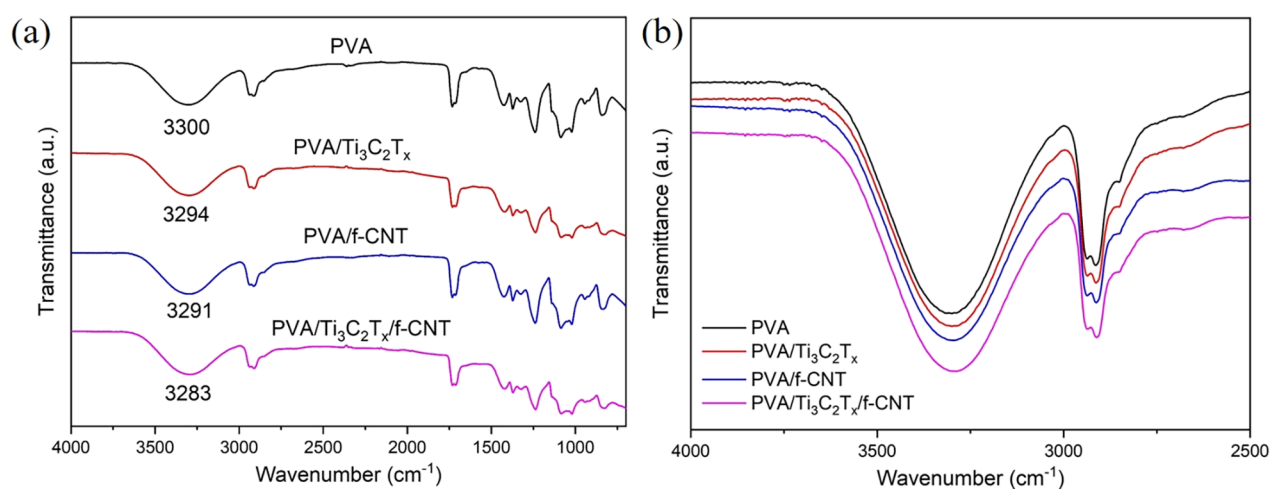 (a)
PVA
3300
PVA/Ti₃C₂Tₓ
3294
PVA/f-CNT
3291
PVA/Ti₃C₂Tₓ/f-CNT
3283
Transmittance (a.u.)
4000 3500 3000 2500 2000 1500 1000
Wavenumber (cm⁻¹)
(b)
Transmittance (a.u.)
PVA
PVA/Ti₃C₂Tₓ
PVA/f-CNT
PVA/Ti₃C₂Tₓ/f-CNT
4000 3500 3000 2500
Wavenumber (cm⁻¹)